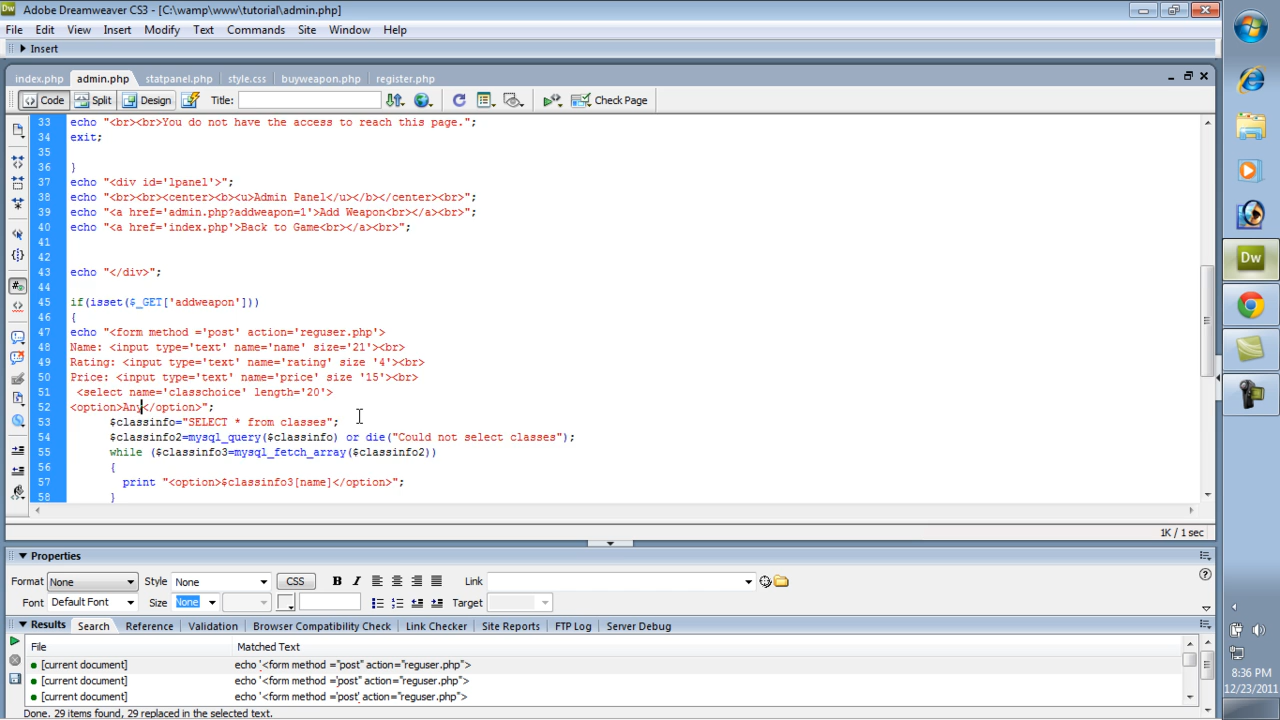 Adobe Dreamweaver CS3 - [C:\wamp\www\tutorial\admin.php]
File Edit View Insert Modify Text Commands Site Window Help
Insert
index.php admin.php statpanel.php style.css buyweapon.php register.php
Code Split Design Title: Check Page
33 echo "<br><br>You do not have the access to reach this page.";
34 exit;
35
36 }
37 echo "<div id='lpanel'>";
38 echo "<br><br><center><b><u>Admin Panel</u></b></center><br>";
39 echo "<a href='admin.php?addweapon=1'>Add Weapon<br></a><br>";
40 echo "<a href='index.php'>Back to Game<br></a><br>";
41
42
43 echo "</div>";
44
45 if(isset($_GET['addweapon']))
46 {
47 echo "<form method ='post' action='reguser.php'>
48 Name: <input type='text' name='name' size='21'><br>
49 Rating: <input type='text' name='rating' size '4'><br>
50 Price: <input type='text' name='price' size '15'><br>
51 <select name='classchoice' length='20'>
52 <option>Any</option>";
53 $classinfo="SELECT * from classes";
54 $classinfo2=mysql_query($classinfo) or die("Could not select classes");
55 while ($classinfo3=mysql_fetch_array($classinfo2))
56 {
57 print "<option>$classinfo3[name]</option>";
58 }
1K / 1 sec
Properties
Format None Style None CSS B I Link
Font Default Font Size None Target
Results Search Reference Validation Browser Compatibility Check Link Checker Site Reports FTP Log Server Debug
File Matched Text
[current document] echo '<form method ="post" action="reguser.php">
[current document] echo '<form method ='post" action="reguser.php">
[current document] echo '<form method ='post' action="reguser.php">
Done. 29 items found, 29 replaced in the selected text.
Dw
8:36 PM
12/23/2011